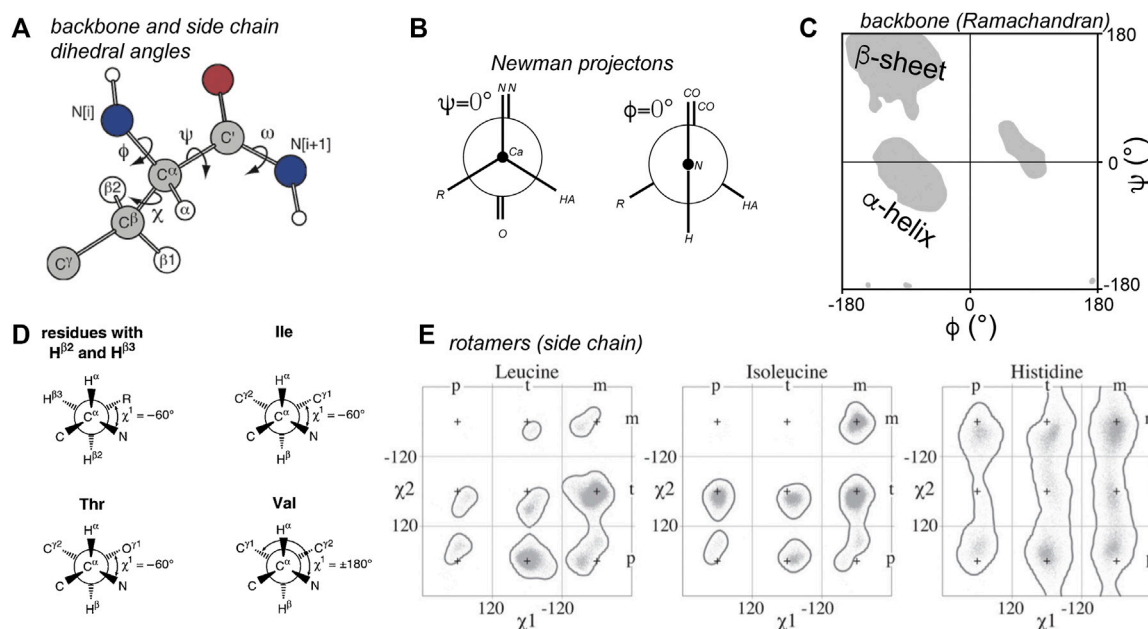 A backbone and side chain
dihedral angles
N[i]
C'
N[i+1]
ϕ
ψ
ω
Cα
β2
χ
α
Cβ
β1
Cγ
B
Newman projectons
ψ=0°
N N
Ca
R
HA
O
ϕ=0°
CO
CO
N
R
HA
H
C backbone (Ramachandran)
180
β-sheet
0
ψ (°)
α-helix
-180
-180 0 180
ϕ (°)
D
residues with
Hβ2 and Hβ3
Hα
Hβ3 R
Cα χ1 = −60°
C N
Hβ2
Ile
Hα
Cγ2 Cγ1
Cα χ1 = −60°
C N
Hβ
Thr
Hα
Cγ2 Oγ1
Cα χ1 = −60°
C N
Hβ
Val
Hα
Cγ1 Cγ2
Cα χ1 = ±180°
C N
Hβ
E rotamers (side chain)
Leucine Isoleucine Histidine
p t m p t m p t m
m m m
-120 -120 -120
χ2 t χ2 t χ2 t
120 120 120
p p p
120 -120 120 -120 120 -120
χ1 χ1 χ1